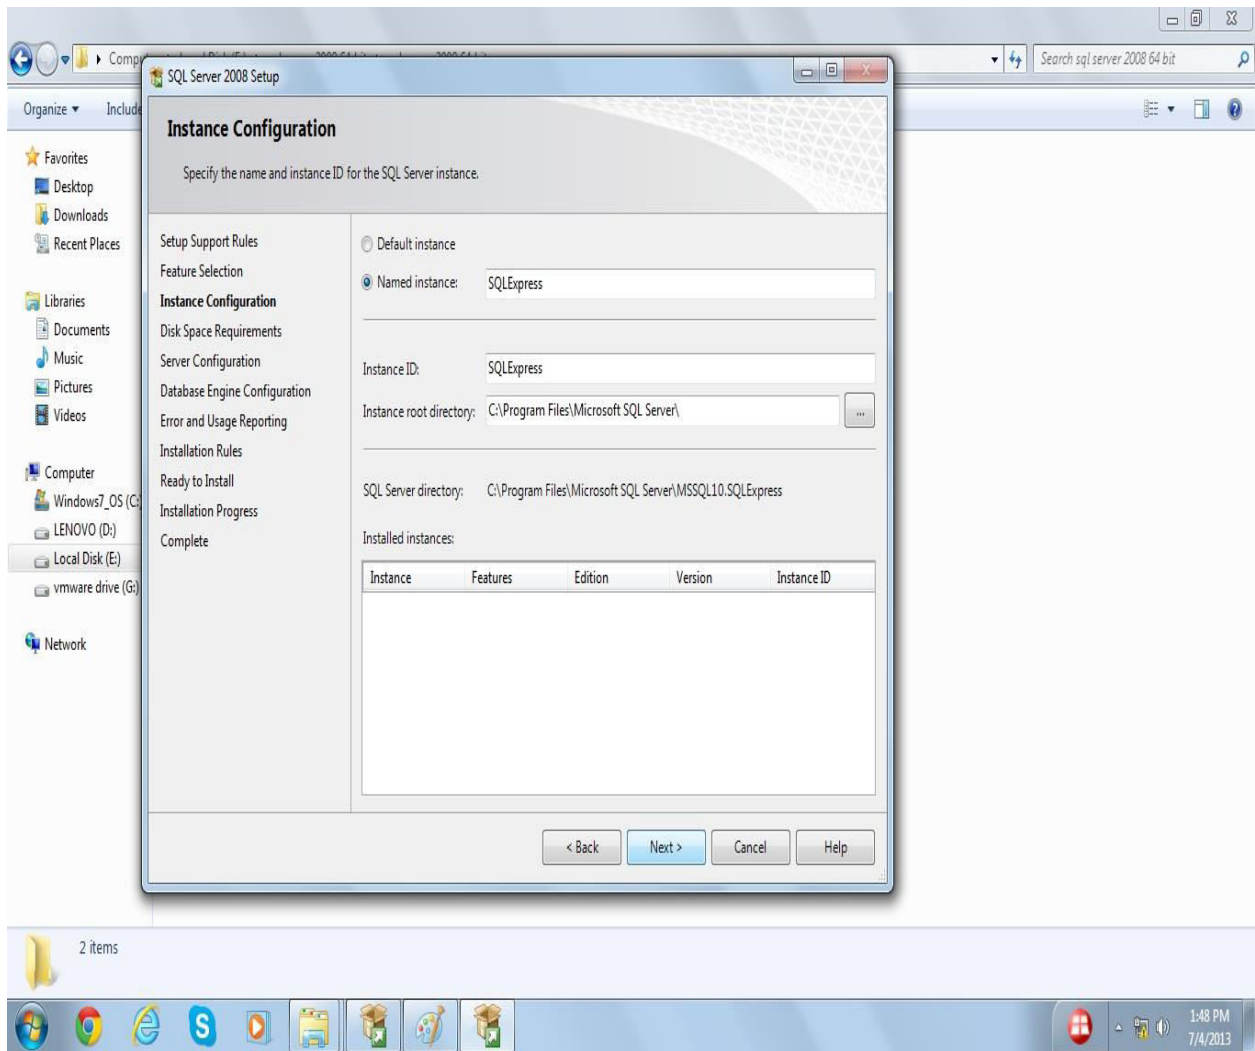 Compu
Search sql server 2008 64 bit
SQL Server 2008 Setup
Organize
Include
Instance Configuration
Specify the name and instance ID for the SQL Server instance.
Favorites
Desktop
Downloads
Recent Places
Libraries
Documents
Music
Pictures
Videos
Computer
Windows7_OS (C:)
LENOVO (D:)
Local Disk (E:)
vmware drive (G:)
Network
Setup Support Rules
Feature Selection
Instance Configuration
Disk Space Requirements
Server Configuration
Database Engine Configuration
Error and Usage Reporting
Installation Rules
Ready to Install
Installation Progress
Complete
Default instance
Named instance: SQLExpress
Instance ID: SQLExpress
Instance root directory: C:\Program Files\Microsoft SQL Server\ ...
SQL Server directory: C:\Program Files\Microsoft SQL Server\MSSQL10.SQLExpress
Installed instances:
Instance Features Edition Version Instance ID
< Back Next > Cancel Help
2 items
1:48 PM
7/4/2013